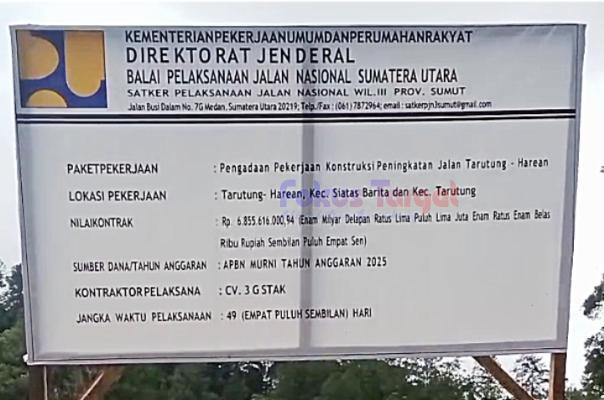 KEMENTERIANPEKERJAANUMUMDANPERUMAHANRAKYAT
DIREKTORAT JENDERAL
BALAI PELAKSANAAN JALAN NASIONAL SUMATERA UTARA
SATKER PELAKSANAAN JALAN NASIONAL WIL.III PROV. SUMUT
Jalan Busi Dalam No. 7G Medan, Sumatera Utara 20219; Telp./Fax : (061) 7872964; email : satkerpjn3sumut@gmail.com
PAKETPEKERJAAN : Pengadaan Pekerjaan Konstruksi Peningkatan Jalan Tarutung - Harean
LOKASI PEKERJAAN : Tarutung- Harean, Kec. Siatas Barita dan Kec. Tarutung
Fokus Target
NILAIKONTRAK : Rp. 6.855.616.000,94 (Enam Milyar Delapan Ratus Lima Puluh Lima Juta Enam Ratus Enam Belas
Ribu Rupiah Sembilan Puluh Empat Sen)
SUMBER DANA/TAHUN ANGGARAN : APBN MURNI TAHUN ANGGARAN 2025
KONTRAKTORPELAKSANA : CV. 3 G STAK
JANGKA WAKTU PELAKSANAAN : 49 (EMPAT PULUH SEMBILAN) HARI